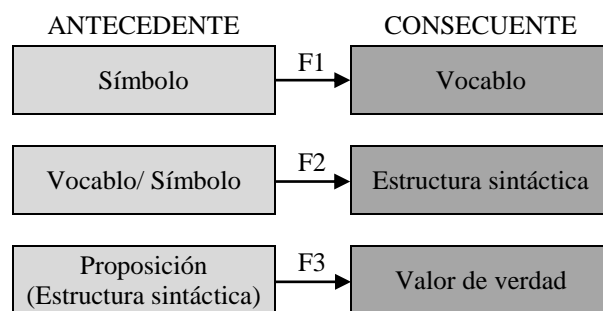 ANTECEDENTE CONSECUENTE
Símbolo F1 Vocablo
Vocablo/ Símbolo F2 Estructura sintáctica
Proposición
(Estructura sintáctica) F3 Valor de verdad